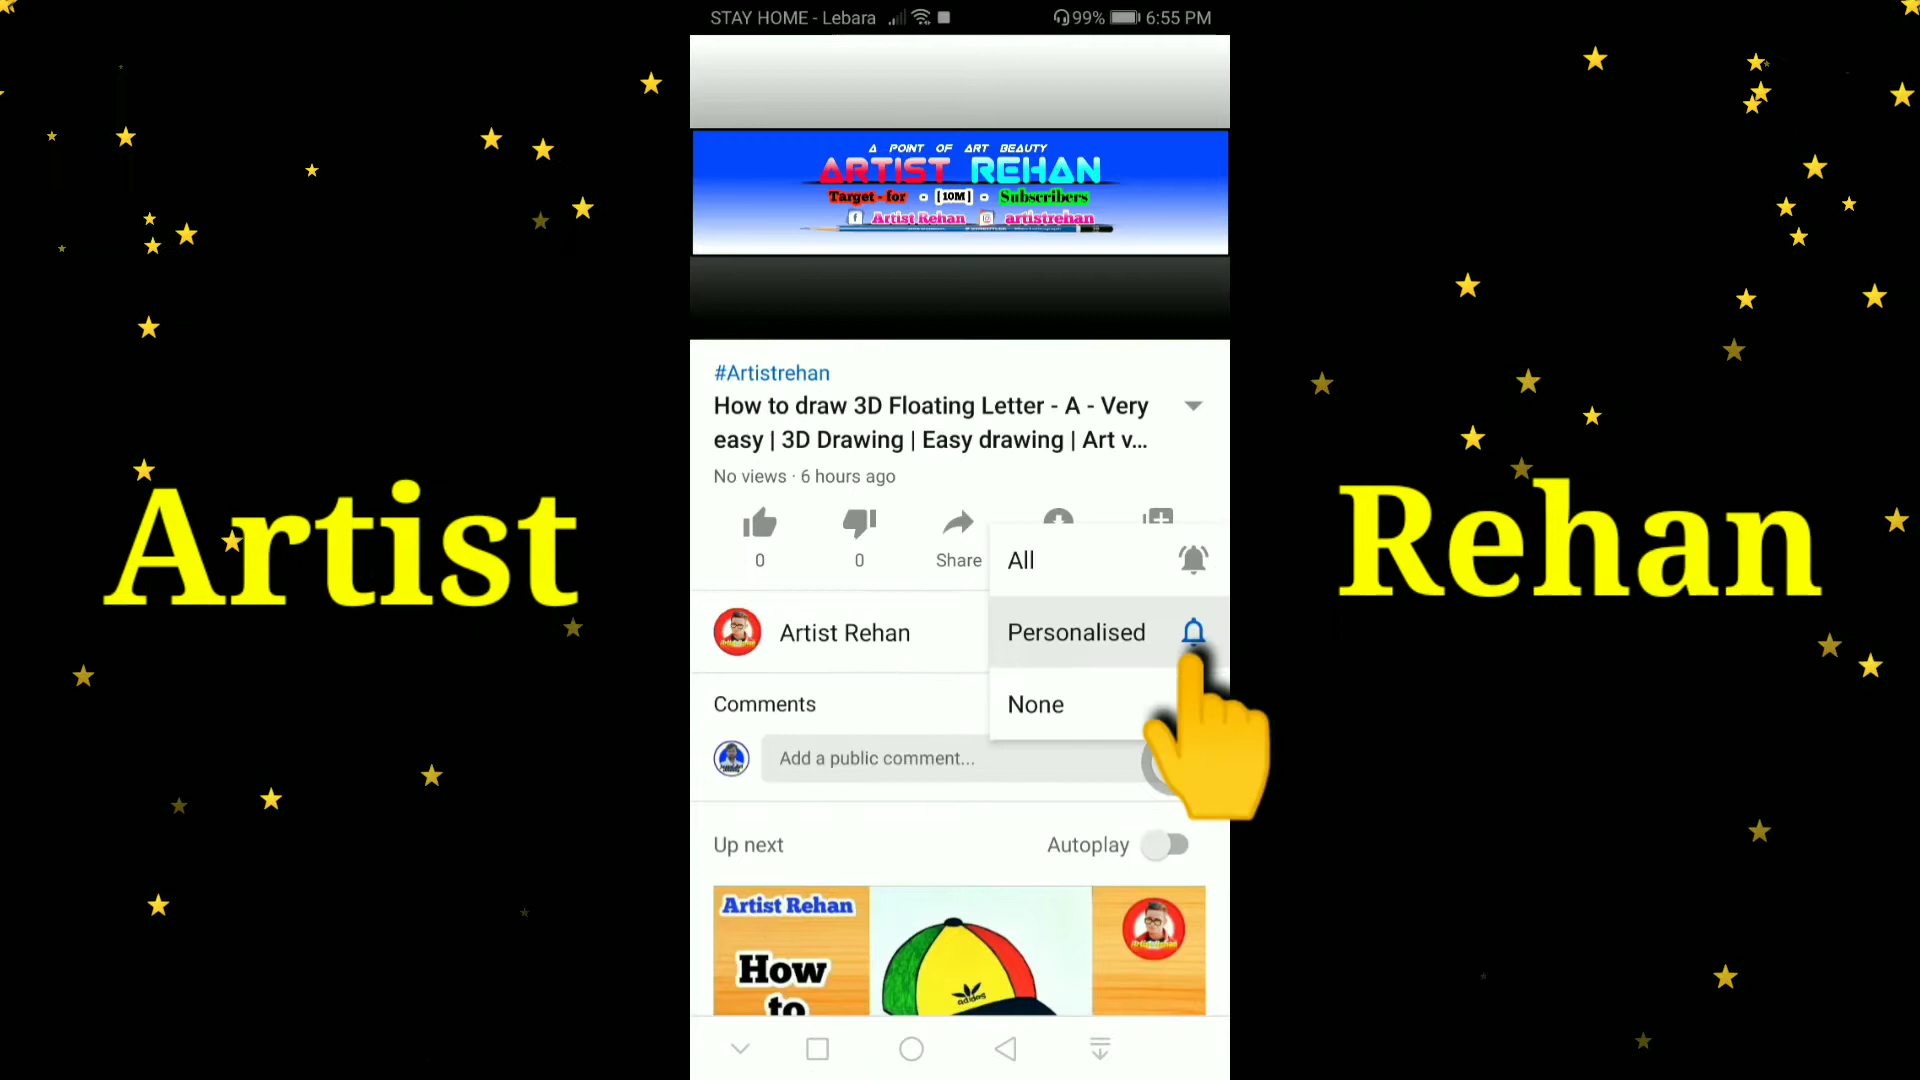 STAY HOME - Lebara
99%
6:55 PM
A POINT OF ART BEAUTY
ARTIST REHAN
Target - for - [10M] - Subscribers
Artist Rehan artistrehan
#Artistrehan
How to draw 3D Floating Letter - A - Very
easy | 3D Drawing | Easy drawing | Art v...
No views · 6 hours ago
0
0
Share
All
Personalised
None
Artist Rehan
Comments
Add a public comment...
Up next
Autoplay
Artist Rehan
How
to
adidas
Artist
Rehan